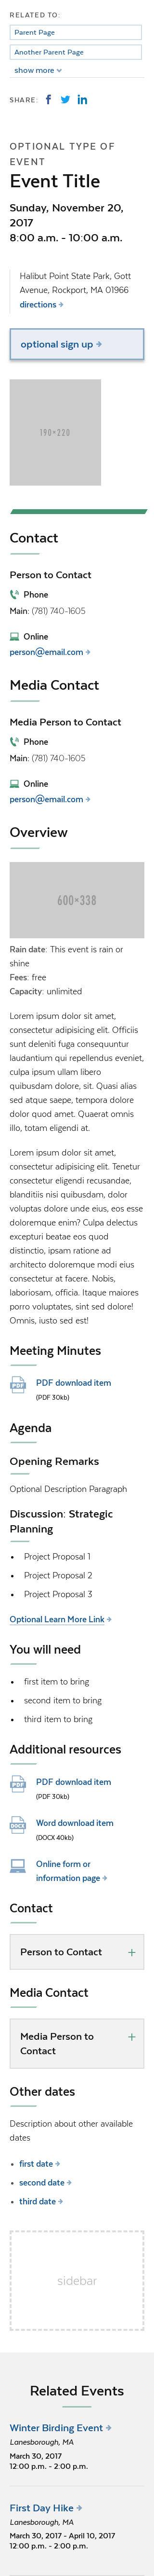 RELATED TO:
Parent Page
Another Parent Page
show more
SHARE:
OPTIONAL TYPE OF
EVENT
Event Title
Sunday, November 20,
2017
8:00 a.m. - 10:00 a.m.
Halibut Point State Park, Gott
Avenue, Rockport, MA 01966
directions
optional sign up
190×220
Contact
Person to Contact
Phone
Main: (781) 740-1605
Online
person@email.com
Media Contact
Media Person to Contact
Phone
Main: (781) 740-1605
Online
person@email.com
Overview
600×338
Rain date: This event is rain or
shine
Fees: free
Capacity: unlimited
Lorem ipsum dolor sit amet,
consectetur adipisicing elit. Officiis
sunt deleniti fuga consequuntur
laudantium ab repellendus eveniet,
culpa ipsum ullam libero
quibusdam dolore, sit. Quasi alias
sed atque saepe, tempora dolore
dolor quod amet. Quaerat omnis
illo, totam eligendi at.
Lorem ipsum dolor sit amet,
consectetur adipisicing elit. Tenetur
consectetur eligendi recusandae,
blanditiis nisi quibusdam, dolor
voluptas dolore unde eius, eos esse
doloremque eum? Culpa delectus
excepturi beatae eos quod
distinctio, ipsam ratione ad
architecto doloremque modi eius
consectetur at facere. Nobis,
laboriosam, officia. Itaque maiores
porro voluptates, sint sed dolore!
Omnis, iusto sed est!
Meeting Minutes
PDF download item
(PDF 30kb)
Agenda
Opening Remarks
Optional Description Paragraph
Discussion: Strategic
Planning
• Project Proposal 1
• Project Proposal 2
• Project Proposal 3
Optional Learn More Link
You will need
• first item to bring
• second item to bring
• third item to bring
Additional resources
PDF download item
(PDF 30kb)
Word download item
(DOCX 40kb)
Online form or
information page
Contact
Person to Contact +
Media Contact
Media Person to +
Contact
Other dates
Description about other available
dates
• first date
• second date
• third date
sidebar
Related Events
Winter Birding Event
Lanesborough, MA
March 30, 2017
12:00 p.m. - 2:00 p.m.
First Day Hike
Lanesborough, MA
March 30, 2017 - April 10, 2017
12:00 p.m. - 2:00 p.m.